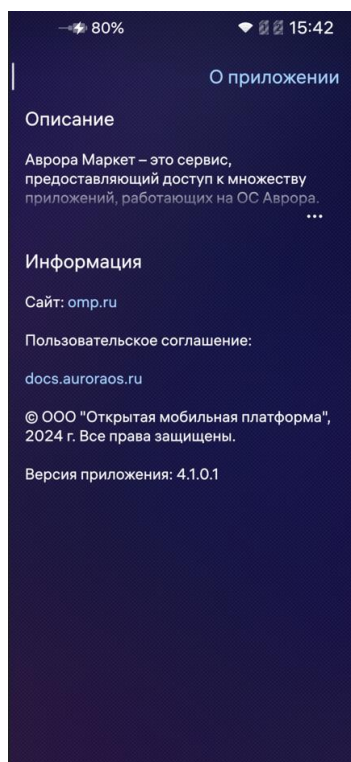 80%
15:42
О приложении
Описание
Аврора Маркет – это сервис,
предоставляющий доступ к множеству
приложений, работающих на ОС Аврора.
...
Информация
Сайт: omp.ru
Пользовательское соглашение:
docs.auroraos.ru
© ООО "Открытая мобильная платформа",
2024 г. Все права защищены.
Версия приложения: 4.1.0.1